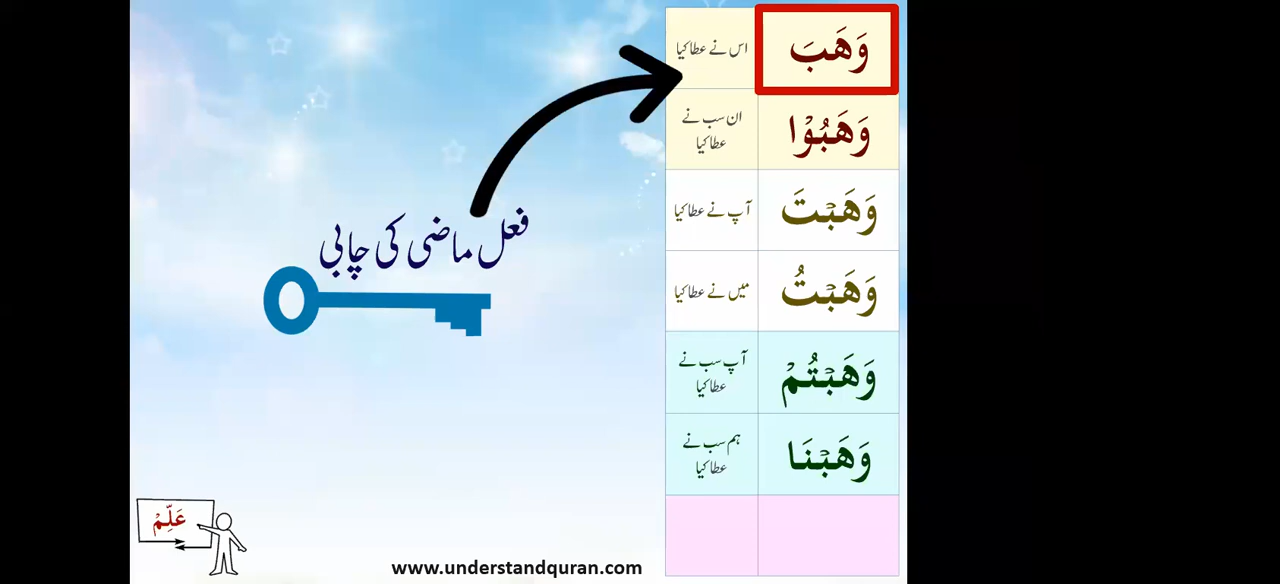 وَهَبَ
اس نے عطا کیا
وَهَبُوْا
ان سب نے
عطا کیا
وَهَبْتَ
آپ نے عطا کیا
وَهَبْتُ
میں نے عطا کیا
وَهَبْتُمْ
آپ سب نے
عطا کیا
وَهَبْنَا
ہم سب نے
عطا کیا
فعل ماضی کی چابی
عَلِّمْ
www.understandquran.com